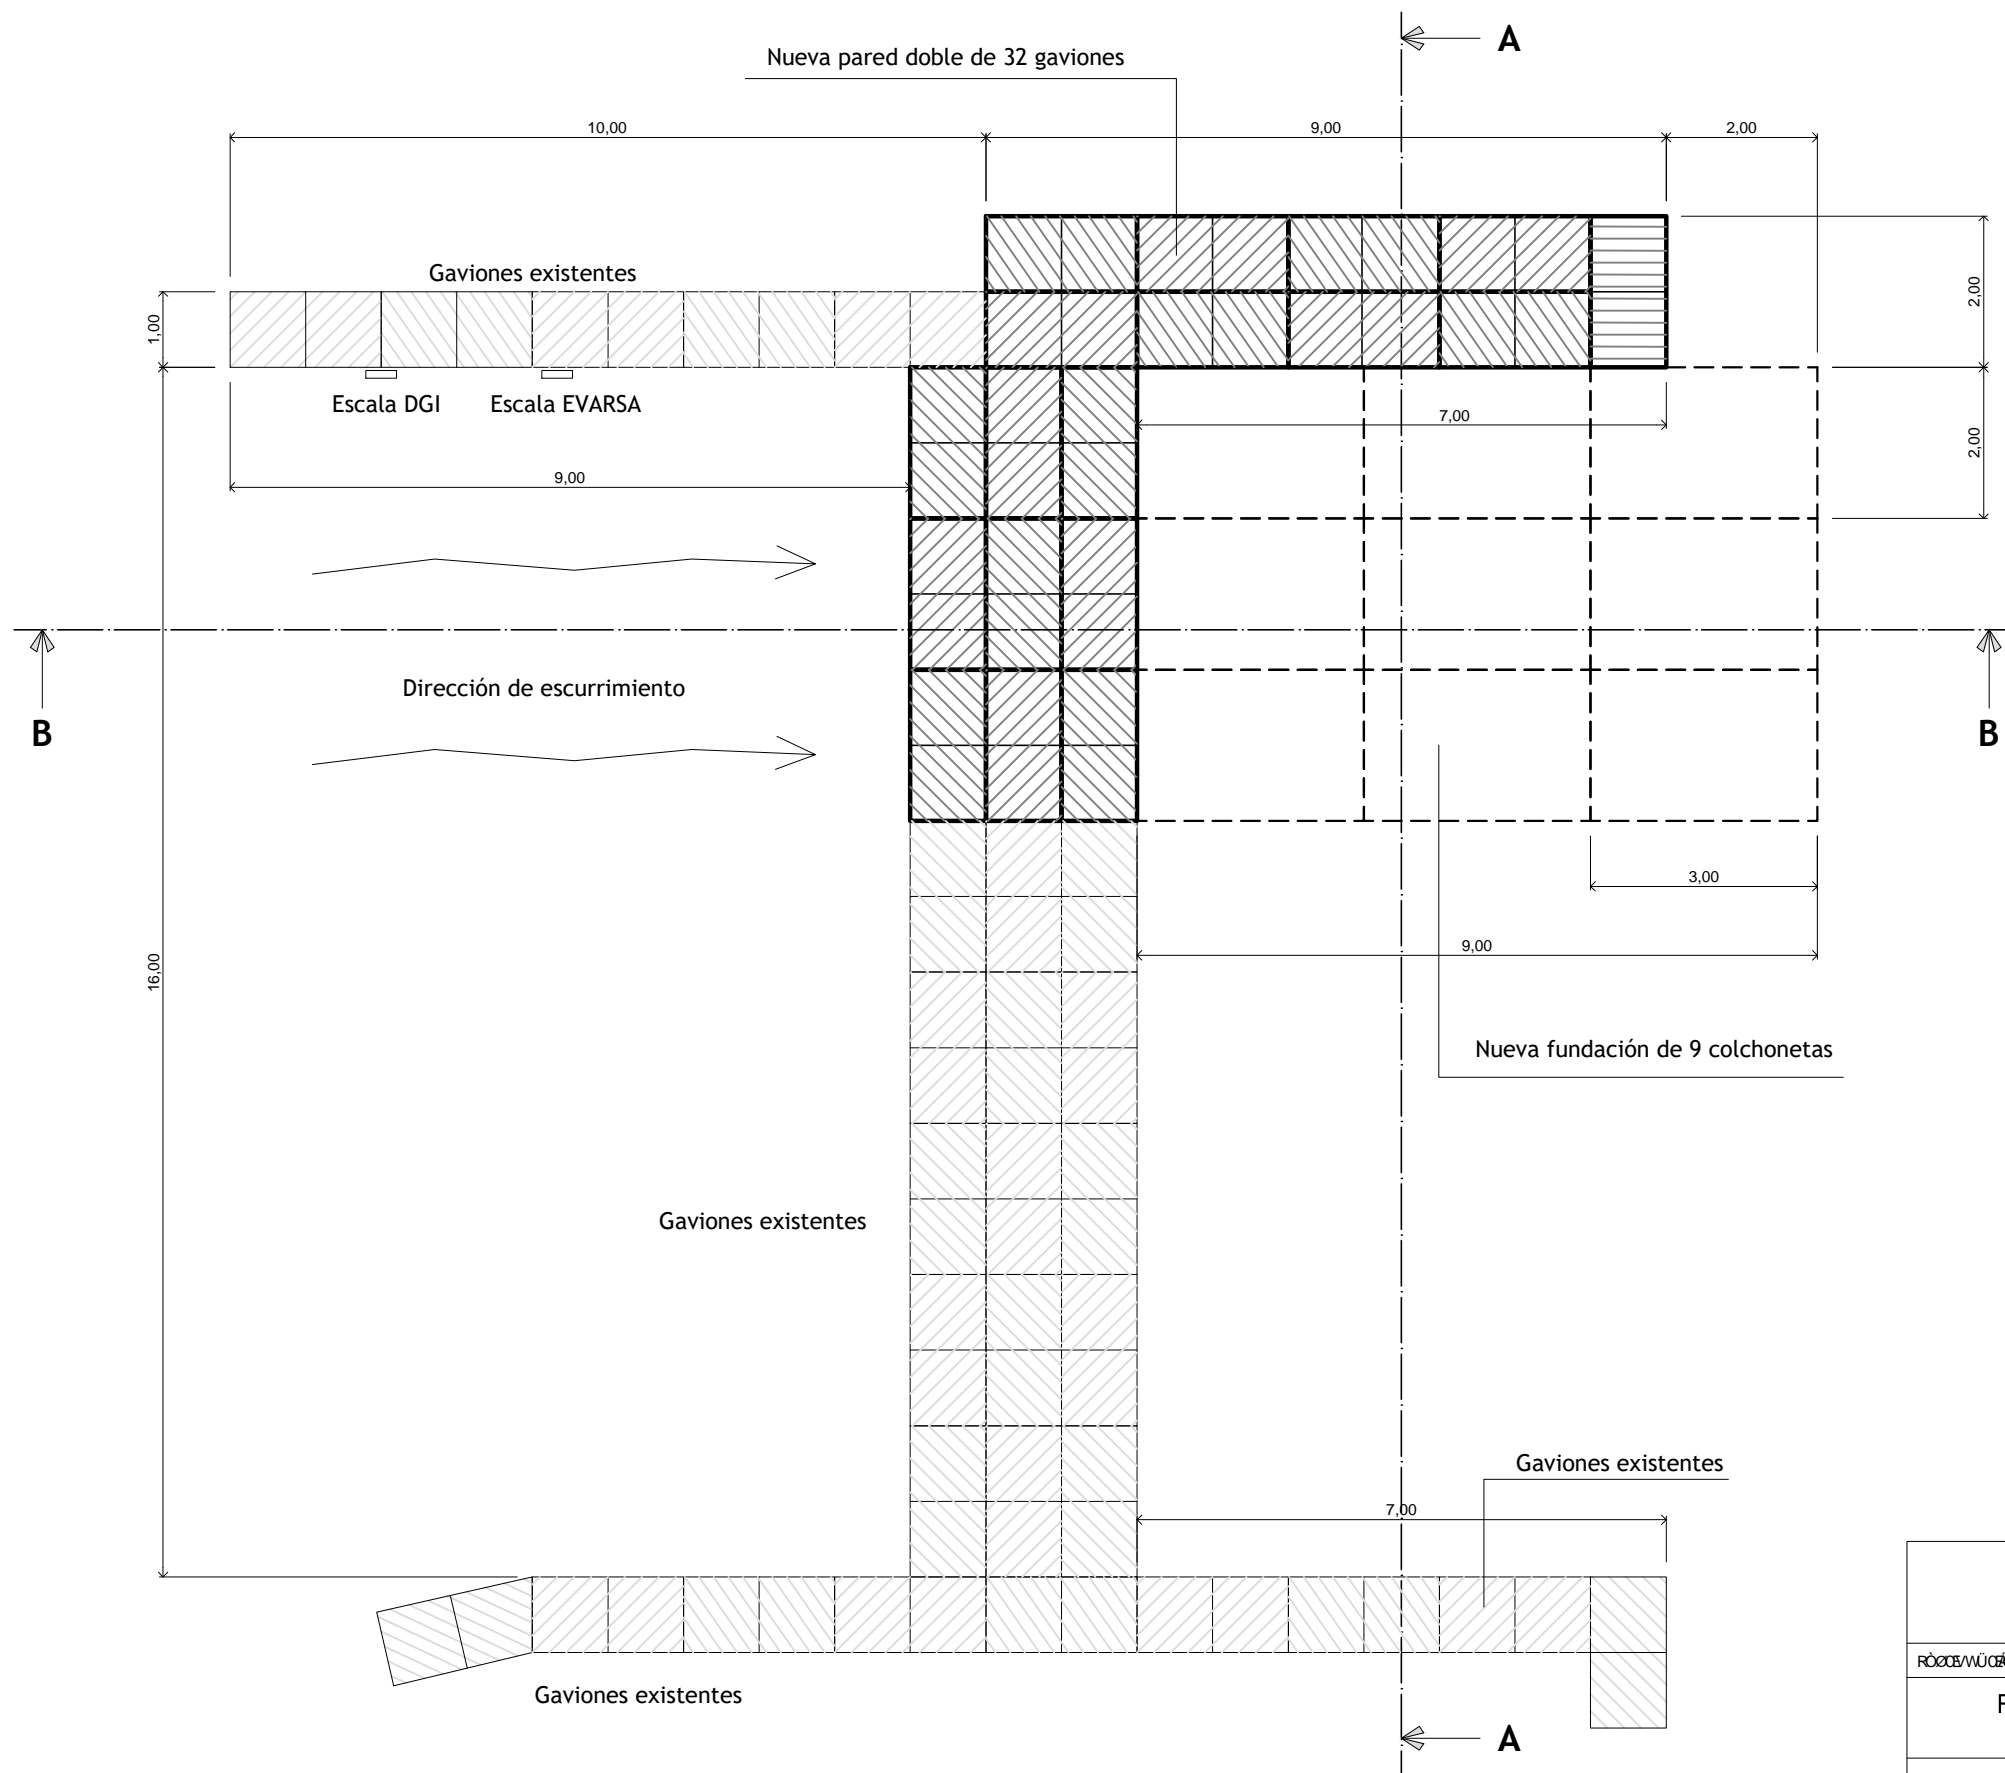 A
Nueva pared doble de 32 gaviones
10,00
9,00
2,00
Gaviones existentes
1,00
2,00
Escala DGI
Escala EVARSA
7,00
2,00
9,00
Dirección de escurrimiento
B
B
3,00
9,00
16,00
Nueva fundación de 9 colchonetas
Gaviones existentes
Gaviones existentes
7,00
Gaviones existentes
A